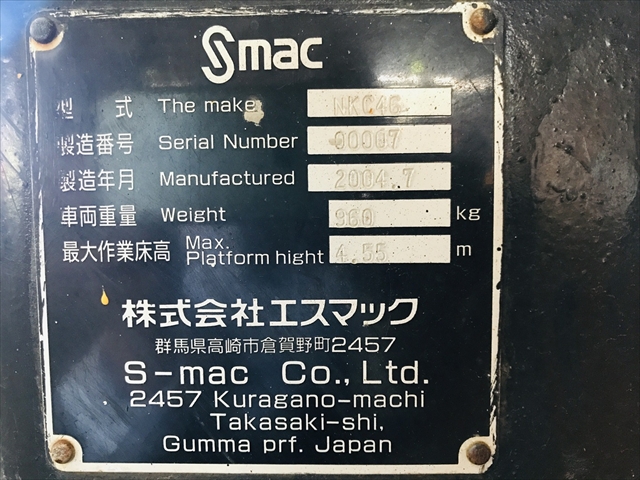 Smac
型 式 The make NKC46
製造番号 Serial Number 00007
製造年月 Manufactured 2004.7
車両重量 Weight 960 kg
最大作業床高 Max. Platform hight 4.55 m
株式会社エスマック
群馬県高崎市倉賀野町2457
S-mac Co., Ltd.
2457 Kuragano-machi
Takasaki-shi,
Gumma prf. Japan